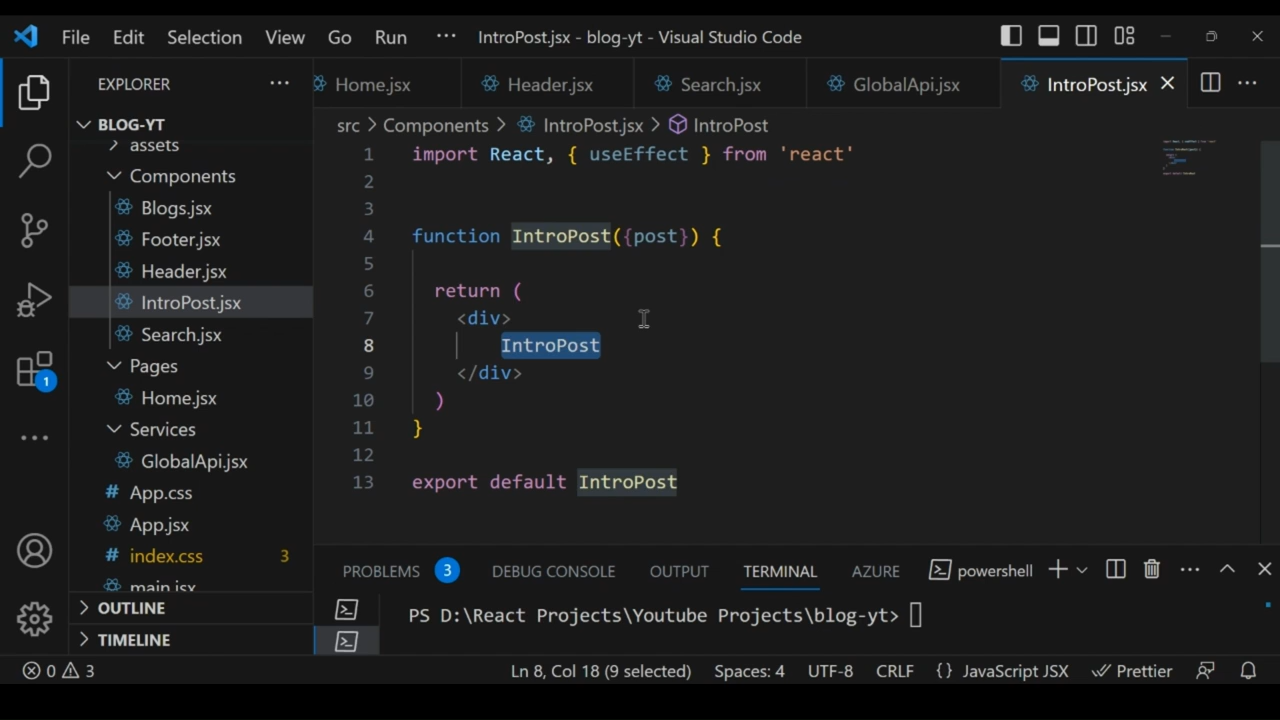 File Edit Selection View Go Run ··· IntroPost.jsx - blog-yt - Visual Studio Code
EXPLORER ···
Home.jsx Header.jsx Search.jsx GlobalApi.jsx IntroPost.jsx
BLOG-YT
assets
Components
Blogs.jsx
Footer.jsx
Header.jsx
IntroPost.jsx
Search.jsx
Pages
Home.jsx
Services
GlobalApi.jsx
# App.css
App.jsx
# index.css 3
main.jsx
OUTLINE
TIMELINE
1
src > Components > IntroPost.jsx > IntroPost
1 import React, { useEffect } from 'react'
2
3
4 function IntroPost({post}) {
5
6 return (
7 <div>
8 IntroPost
9 </div>
10 )
11 }
12
13 export default IntroPost
PROBLEMS 3 DEBUG CONSOLE OUTPUT TERMINAL AZURE powershell
PS D:\React Projects\Youtube Projects\blog-yt>
0 3 Ln 8, Col 18 (9 selected) Spaces: 4 UTF-8 CRLF {} JavaScript JSX Prettier